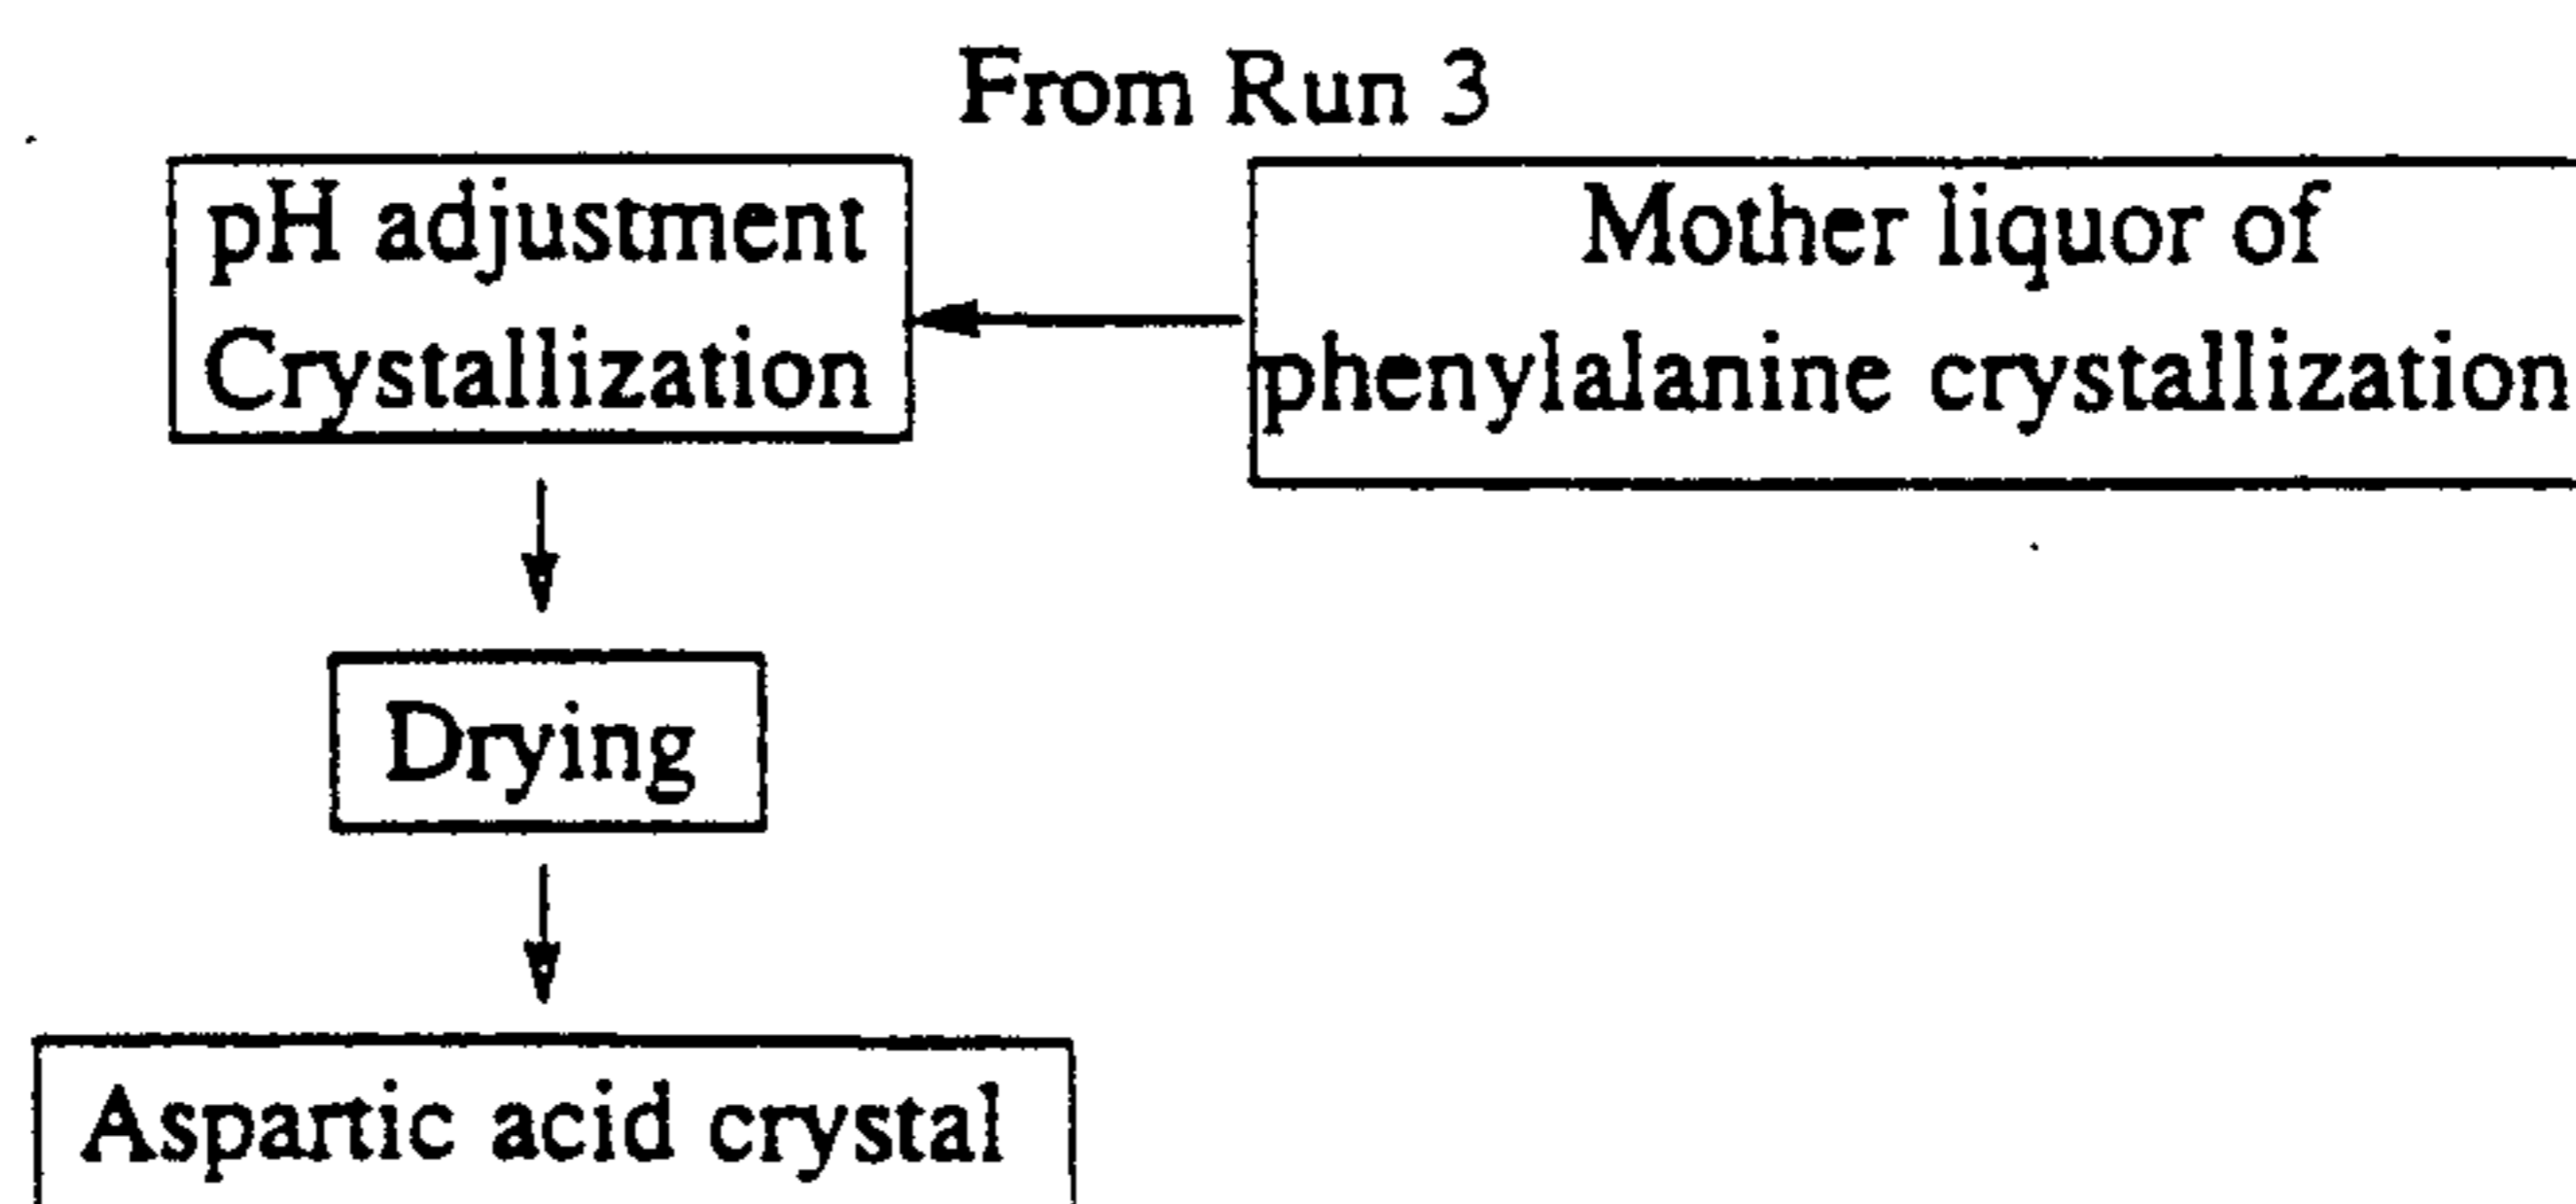 From Run 3
pH adjustment
Crystallization
Mother liquor of
phenylalanine crystallization
Drying
Aspartic acid crystal